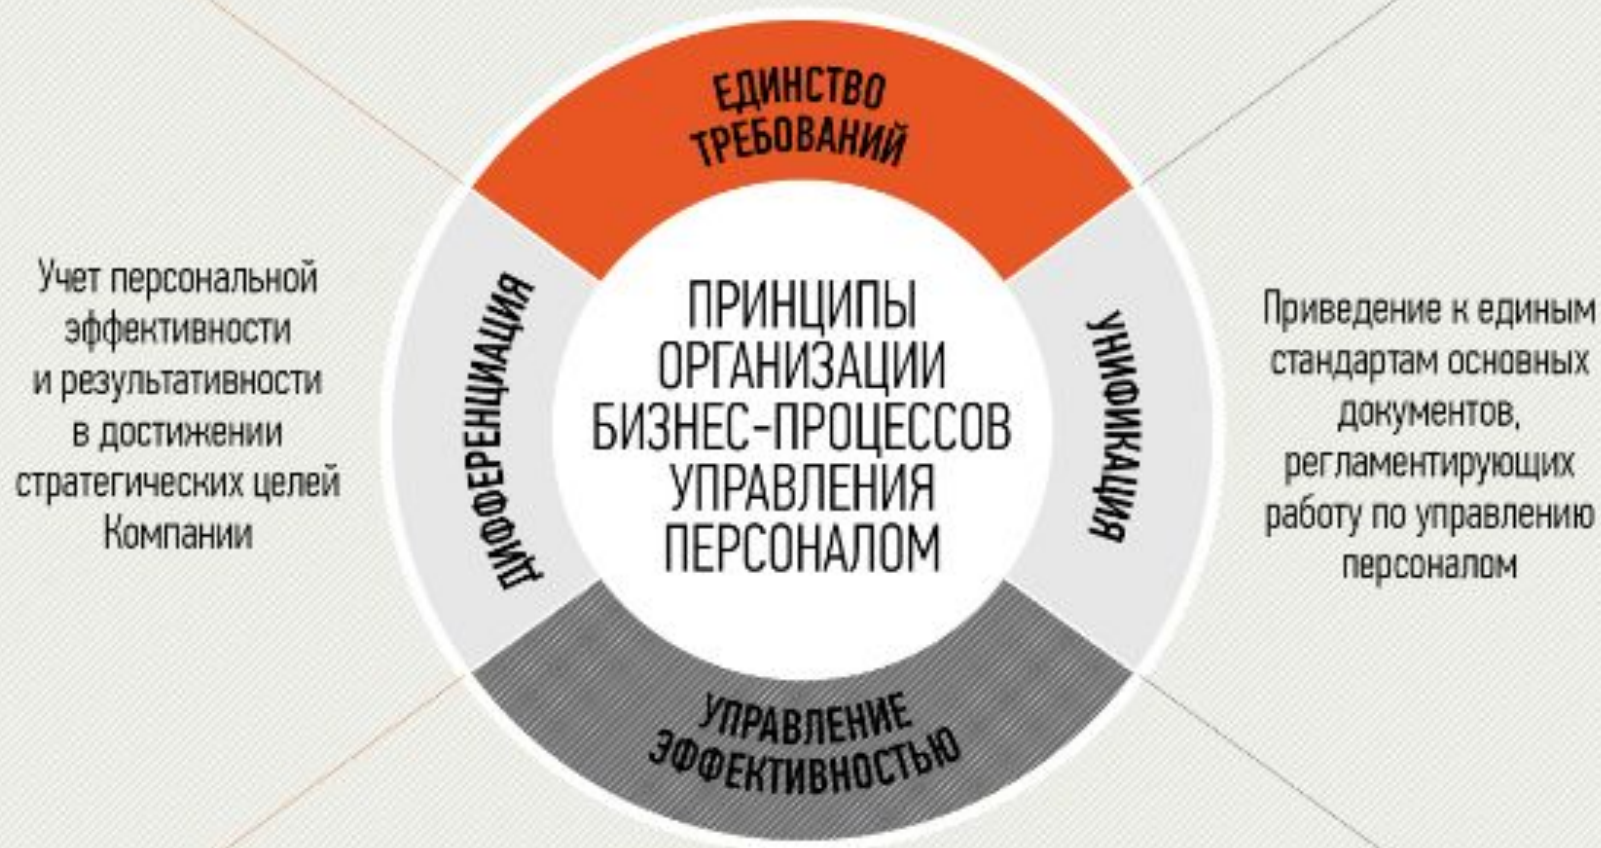 ЕДИНСТВО
ТРЕБОВАНИЙ
Учет персональной
эффективности
и результативности
в достижении
стратегических целей
Компании
ДИФФЕРЕНЦИАЦИЯ
ПРИНЦИПЫ
ОРГАНИЗАЦИИ
БИЗНЕС-ПРОЦЕССОВ
УПРАВЛЕНИЯ
ПЕРСОНАЛОМ
УНИФИКАЦИЯ
Приведение к единым
стандартам основных
документов,
регламентирующих
работу по управлению
персоналом
УПРАВЛЕНИЕ
ЭФФЕКТИВНОСТЬЮ